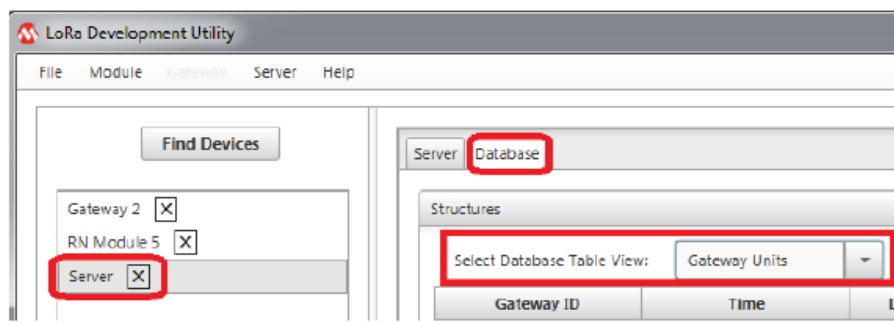 LoRa Development Utility
File Module Gateway Server Help
Find Devices
Gateway 2 X
RN Module 5 X
Server X
Server Database
Structures
Select Database Table View: Gateway Units
Gateway ID Time L